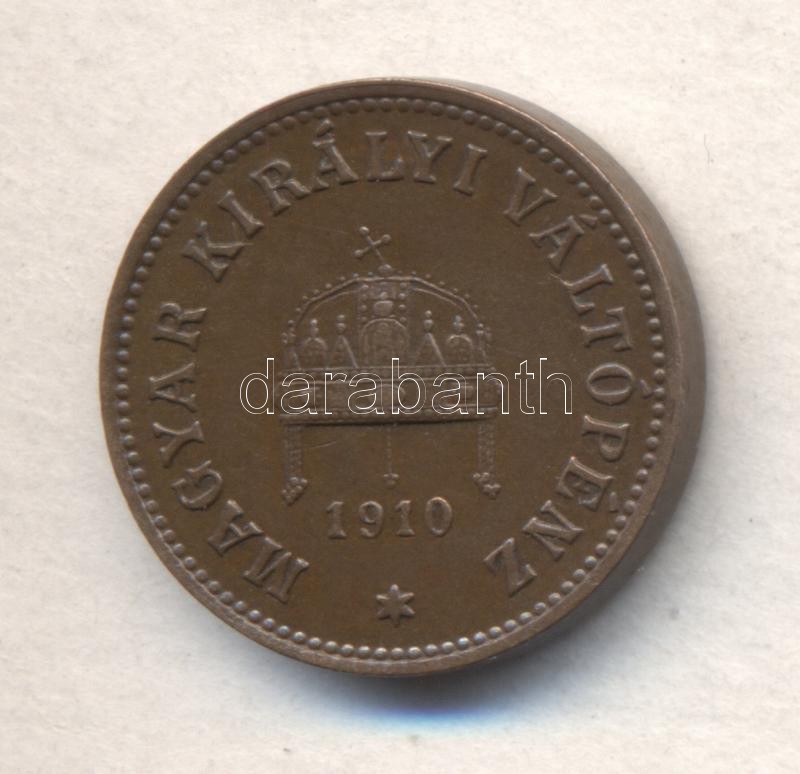 MAGYAR KIRÁLYI VÁLTÓPÉNZ
darabanth
1910